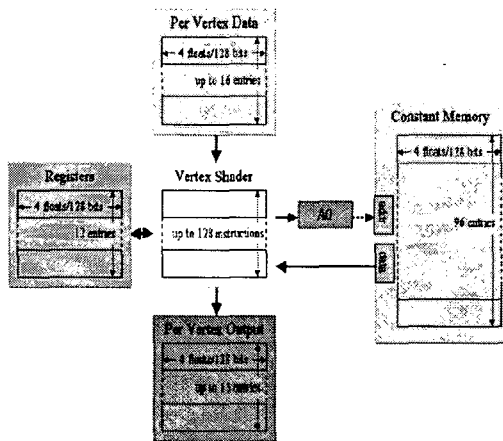 Per Vertex Data
4 floats/128 bits
up to 16 entries
Constant Memory
4 floats/128 bits
96 entries
addr
data
Registers
4 floats/128 bits
12 entries
Vertex Shader
up to 128 instructions
A0
Per Vertex Output
4 floats/128 bits
up to 13 entries